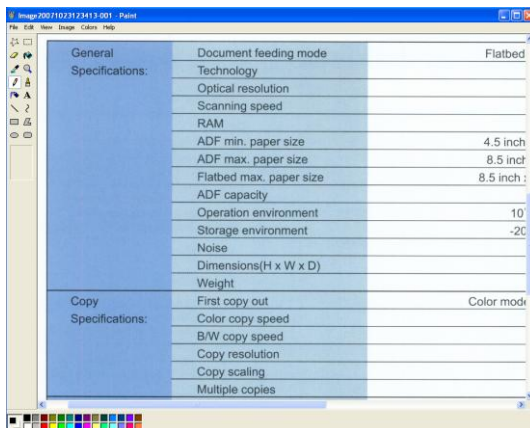 Image20071023123413-001 - Paint
File Edit View Image Colors Help
General Document feeding mode Flatbed
Specifications: Technology
Optical resolution
Scanning speed
RAM
ADF min. paper size 4.5 inch
ADF max. paper size 8.5 inch
Flatbed max. paper size 8.5 inch
ADF capacity
Operation environment 10
Storage environment -20
Noise
Dimensions(H x W x D)
Weight
Copy First copy out Color mode
Specifications: Color copy speed
B/W copy speed
Copy resolution
Copy scaling
Multiple copies